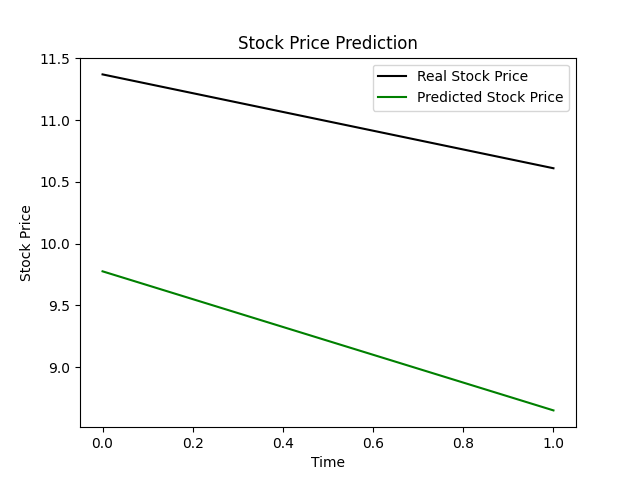 Stock Price Prediction
Real Stock Price
Predicted Stock Price
Stock Price
11.5
11.0
10.5
10.0
9.5
9.0
0.0 0.2 0.4 0.6 0.8 1.0
Time